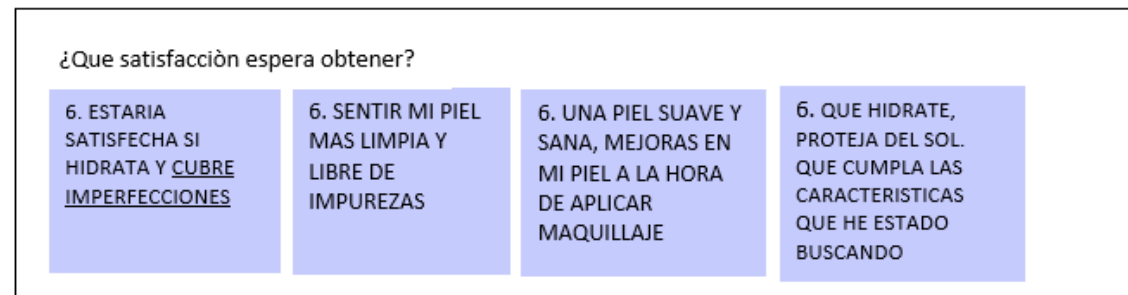 ¿Que satisfacciòn espera obtener?
6. ESTARIA
SATISFECHA SI
HIDRATA Y CUBRE
IMPERFECCIONES
6. SENTIR MI PIEL
MAS LIMPIA Y
LIBRE DE
IMPUREZAS
6. UNA PIEL SUAVE Y
SANA, MEJORAS EN
MI PIEL A LA HORA
DE APLICAR
MAQUILLAJE
6. QUE HIDRATE,
PROTEJA DEL SOL.
QUE CUMPLA LAS
CARACTERISTICAS
QUE HE ESTADO
BUSCANDO